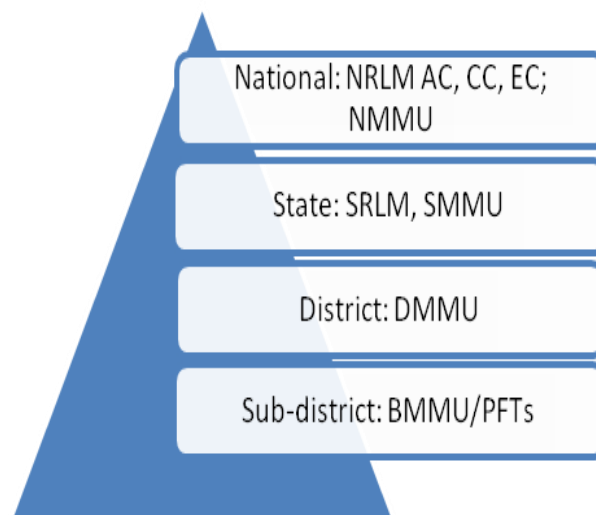 National: NRLM AC, CC, EC;
NMMU
State: SRLM, SMMU
District: DMMU
Sub-district: BMMU/PFTs